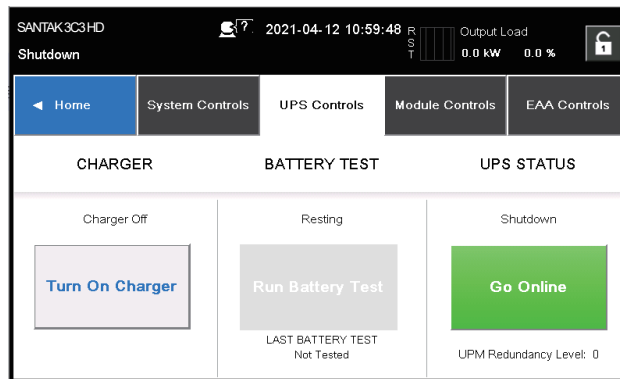 SANTAK 3C3 HD
?
2021-04-12 10:59:48
R
S
T
Output Load
0.0 kW 0.0 %
1
Shutdown
◄ Home
System Controls
UPS Controls
Module Controls
EAA Controls
CHARGER
BATTERY TEST
UPS STATUS
Charger Off
Resting
Shutdown
Turn On Charger
Run Battery Test
Go Online
LAST BATTERY TEST
Not Tested
UPM Redundancy Level: 0